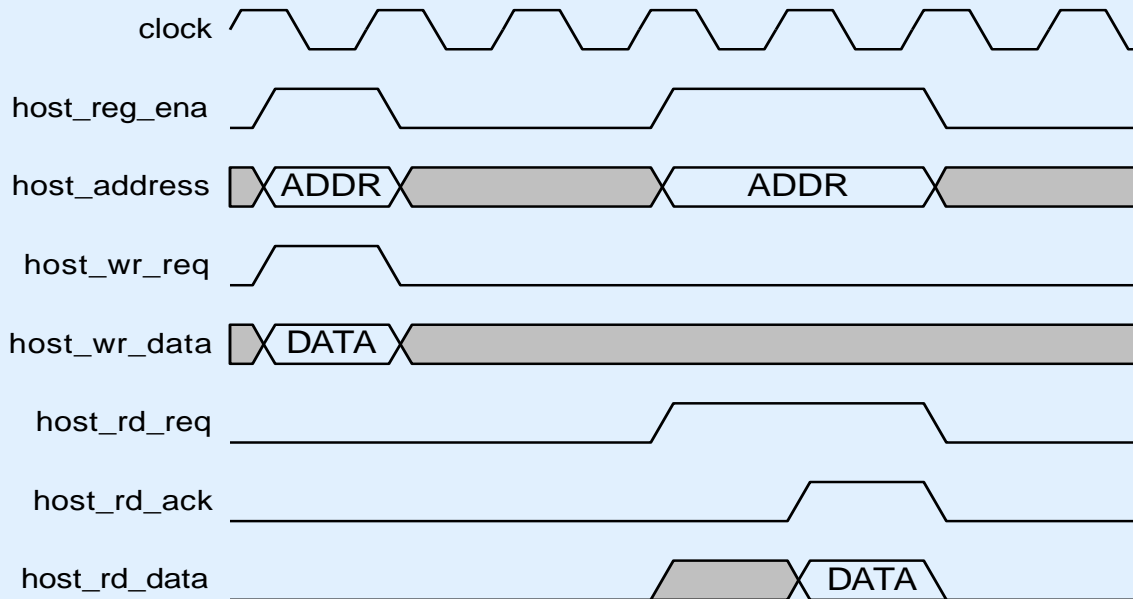 clock
host_reg_ena
host_address ADDR ADDR
host_wr_req
host_wr_data DATA
host_rd_req
host_rd_ack
host_rd_data DATA